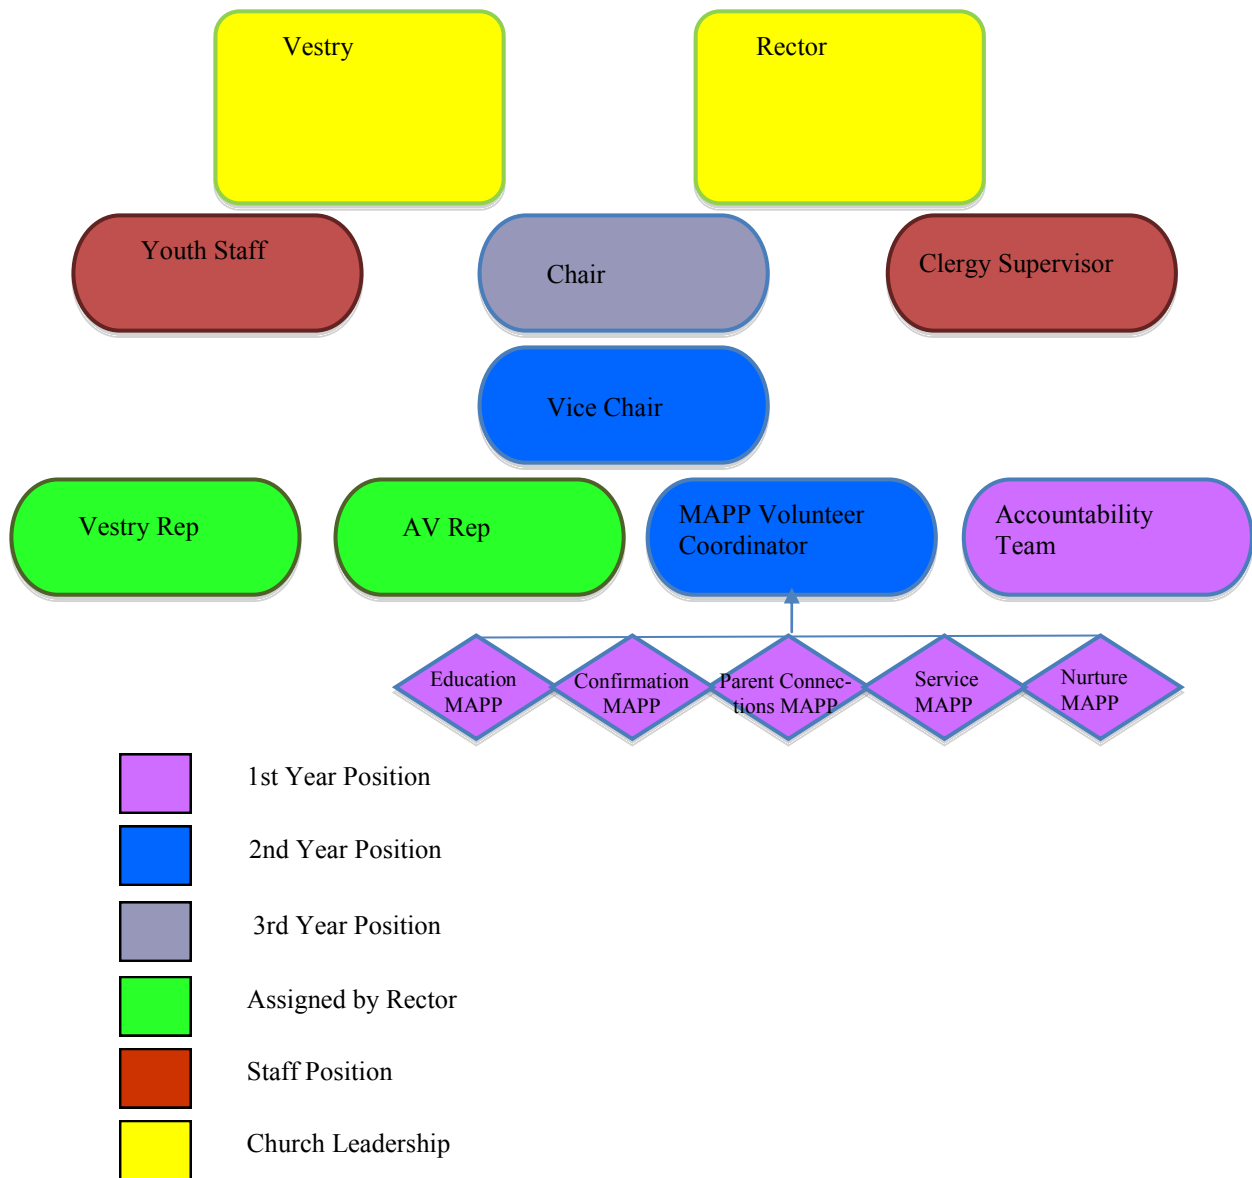 Vestry
Rector
Youth Staff
Chair
Clergy Supervisor
Vice Chair
Vestry Rep
AV Rep
MAPP Volunteer
Coordinator
Accountability
Team
Education
MAPP
Confirmation
MAPP
Parent Connec-
tions MAPP
Service
MAPP
Nurture
MAPP
1st Year Position
2nd Year Position
3rd Year Position
Assigned by Rector
Staff Position
Church Leadership